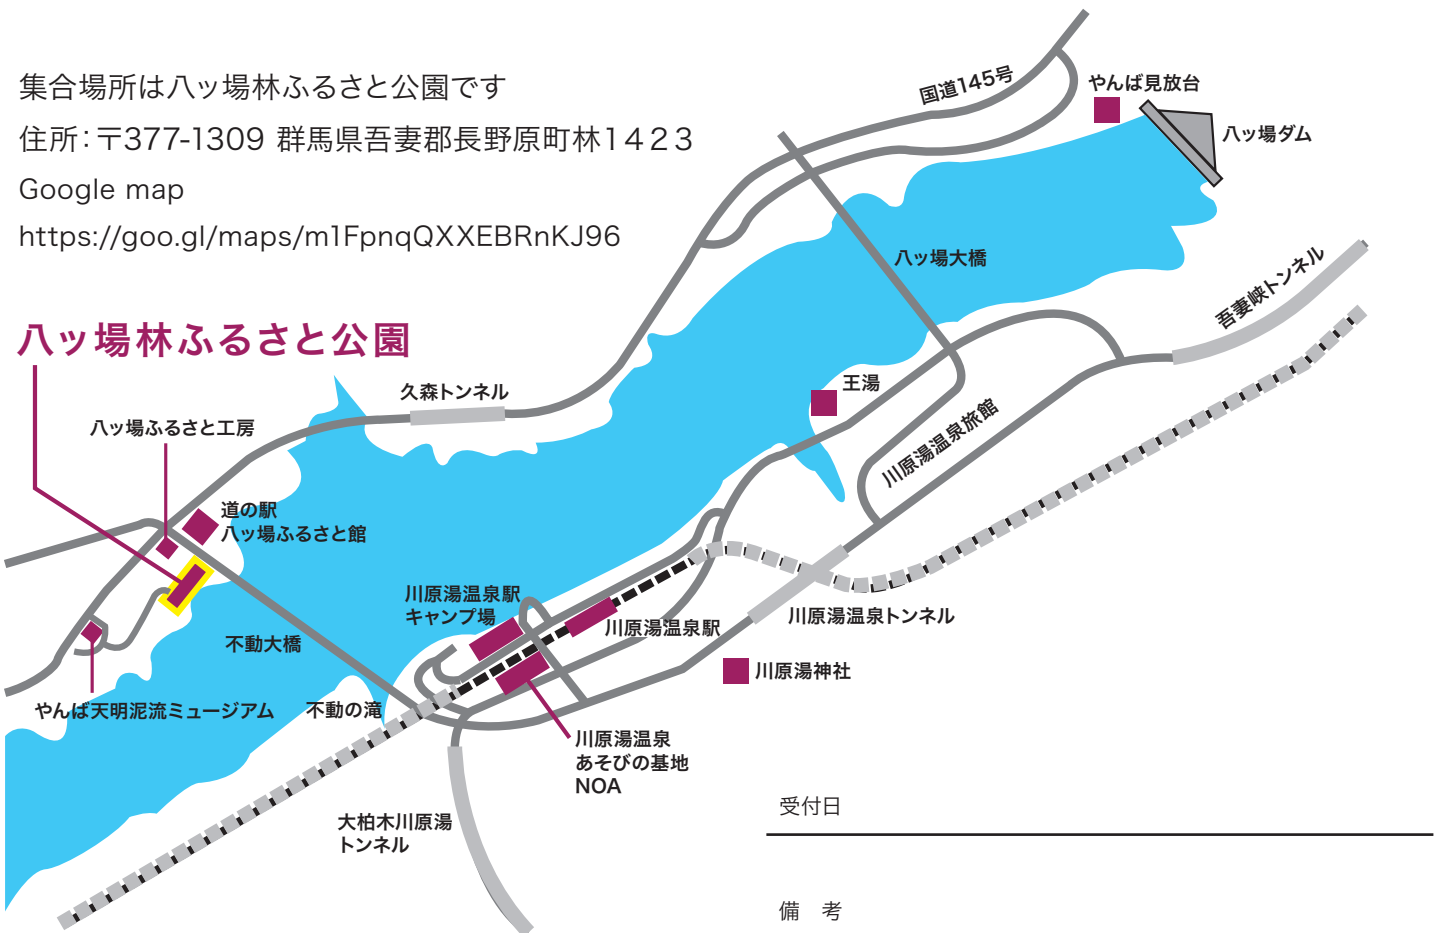 集合場所は八ッ場林ふるさと公園です
住所：〒377-1309 群馬県吾妻郡長野原町林1423
Google map
https://goo.gl/maps/m1FpnqQXXEBRnKJ96
国道145号
やんば見放台
八ッ場ダム
八ッ場大橋
吾妻峡トンネル
八ッ場林ふるさと公園
久森トンネル
王湯
八ッ場ふるさと工房
川原湯温泉旅館
道の駅
八ッ場ふるさと館
川原湯温泉駅
キャンプ場
川原湯温泉駅
川原湯温泉トンネル
不動大橋
川原湯神社
やんば天明泥流ミュージアム
不動の滝
川原湯温泉
あそびの基地
NOA
大柏木川原湯
トンネル
受付日
備　考